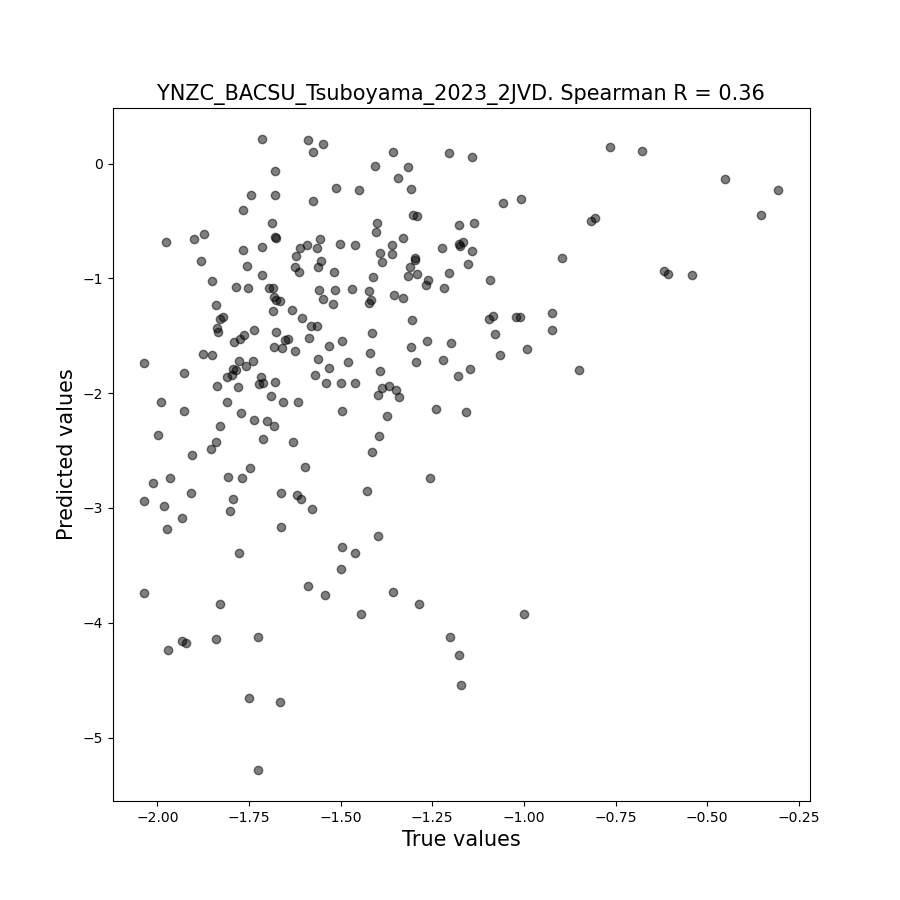 YNZC_BACSU_Tsuboyama_2023_2JVD. Spearman R = 0.36
0
−1
−2
−3
−4
−5
Predicted values
−2.00 −1.75 −1.50 −1.25 −1.00 −0.75 −0.50 −0.25
True values